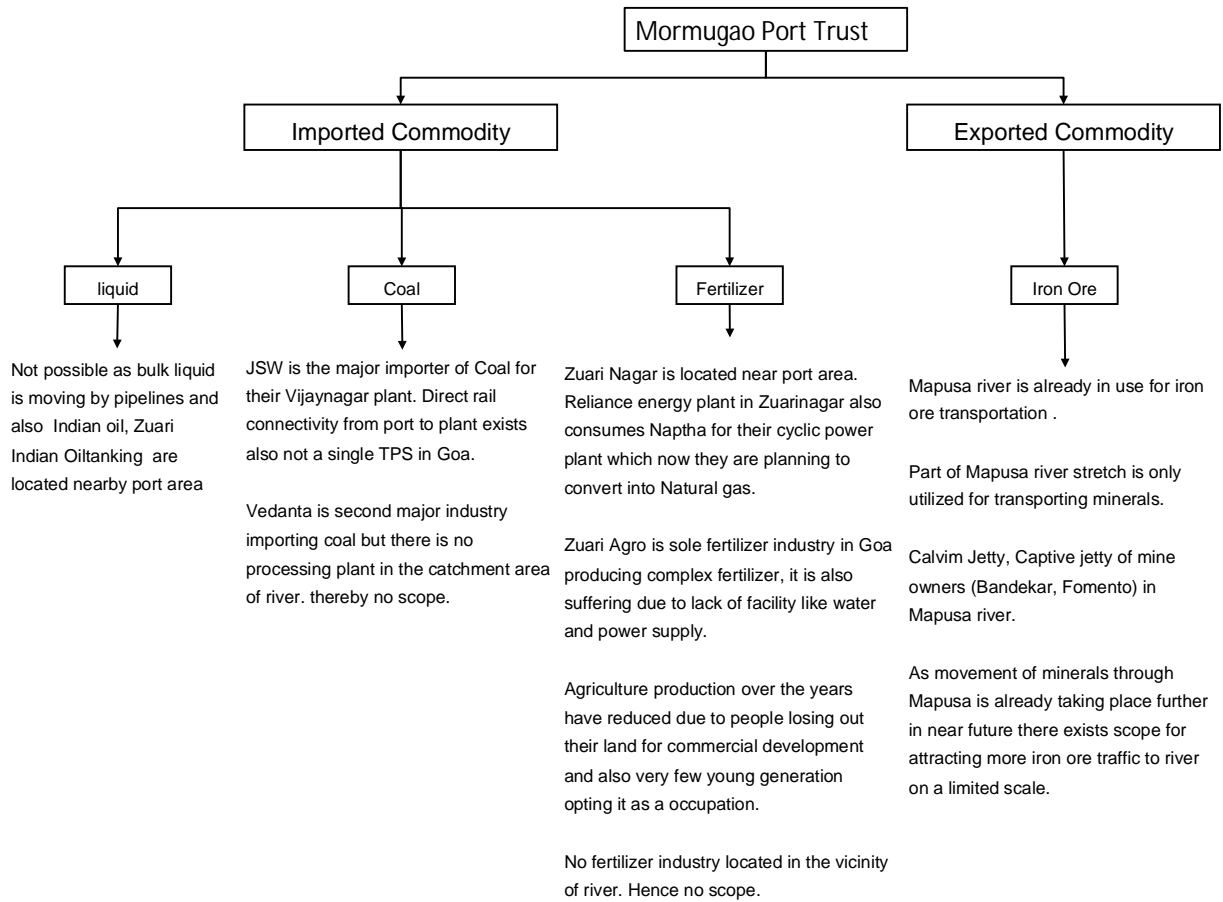 Mormugao Port Trust
Imported Commodity
Exported Commodity
liquid
Coal
Fertilizer
Iron Ore
Not possible as bulk liquid
is moving by pipelines and
also Indian oil, Zuari
Indian Oiltanking are
located nearby port area
JSW is the major importer of Coal for
their Vijaynagar plant. Direct rail
connectivity from port to plant exists
also not a single TPS in Goa.
Vedanta is second major industry
importing coal but there is no
processing plant in the catchment area
of river. thereby no scope.
Zuari Nagar is located near port area.
Reliance energy plant in Zuarinagar also
consumes Naptha for their cyclic power
plant which now they are planning to
convert into Natural gas.
Zuari Agro is sole fertilizer industry in Goa
producing complex fertilizer, it is also
suffering due to lack of facility like water
and power supply.
Agriculture production over the years
have reduced due to people losing out
their land for commercial development
and also very few young generation
opting it as a occupation.
No fertilizer industry located in the vicinity
of river. Hence no scope.
Mapusa river is already in use for iron
ore transportation .
Part of Mapusa river stretch is only
utilized for transporting minerals.
Calvim Jetty, Captive jetty of mine
owners (Bandekar, Fomento) in
Mapusa river.
As movement of minerals through
Mapusa is already taking place further
in near future there exists scope for
attracting more iron ore traffic to river
on a limited scale.